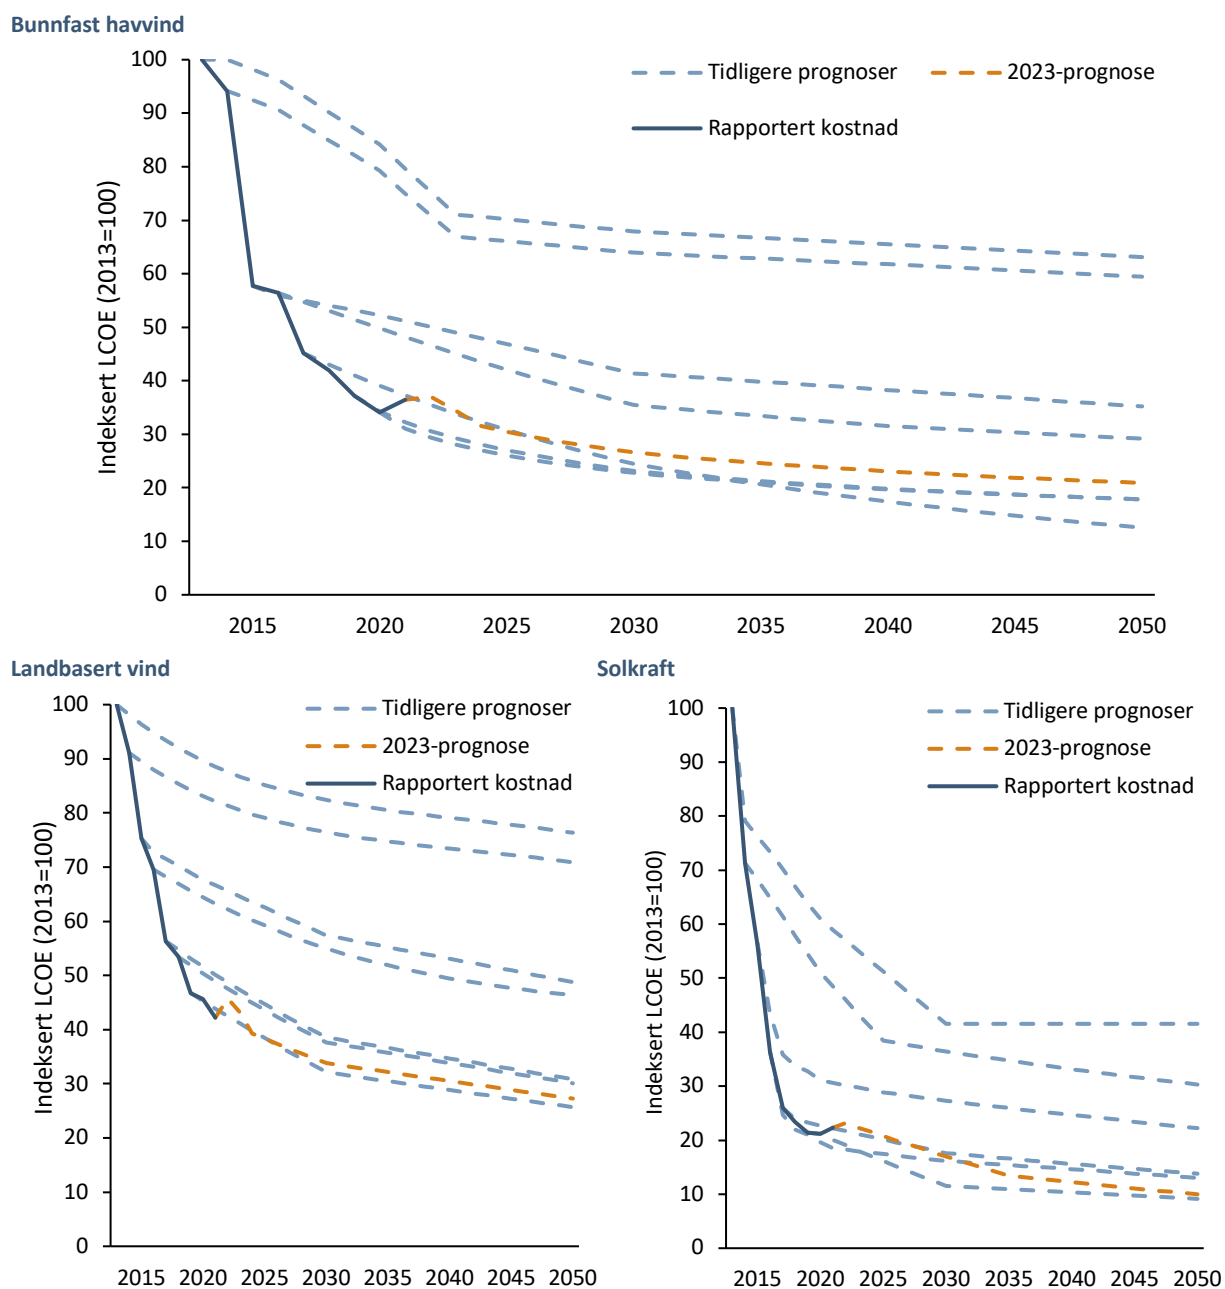 Bunnfast havvind
Indeksert LCOE (2013=100)
100
90
80
70
60
50
40
30
20
10
0
Tidligere prognoser
2023-prognose
Rapportert kostnad
2015 2020 2025 2030 2035 2040 2045 2050
Landbasert vind
Indeksert LCOE (2013=100)
100
90
80
70
60
50
40
30
20
10
0
Tidligere prognoser
2023-prognose
Rapportert kostnad
2015 2020 2025 2030 2035 2040 2045 2050
Solkraft
Indeksert LCOE (2013=100)
100
90
80
70
60
50
40
30
20
10
0
Tidligere prognoser
2023-prognose
Rapportert kostnad
2015 2020 2025 2030 2035 2040 2045 2050